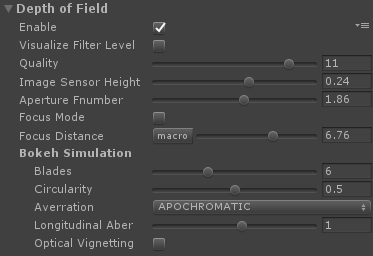 Depth of Field
Enable
Visualize Filter Level
Quality 11
Image Sensor Height 0.24
Aperture Fnumber 1.86
Focus Mode
Focus Distance macro 6.76
Bokeh Simulation
Blades 6
Circularity 0.5
Averration APOCHROMATIC
Longitudinal Aber 1
Optical Vignetting